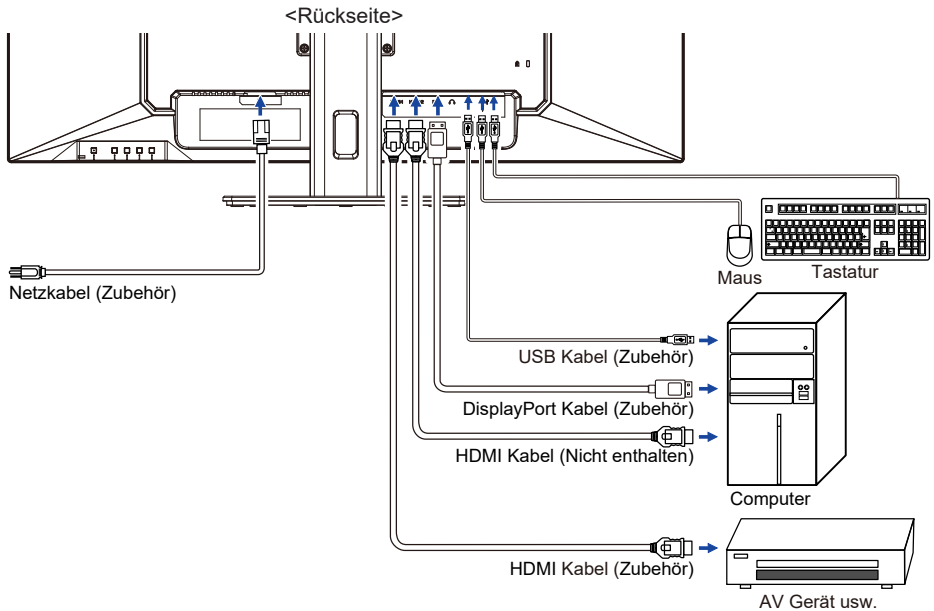 <Rückseite>
Netzkabel (Zubehör)
Maus
Tastatur
USB Kabel (Zubehör)
DisplayPort Kabel (Zubehör)
HDMI Kabel (Nicht enthalten)
Computer
HDMI Kabel (Zubehör)
AV Gerät usw.